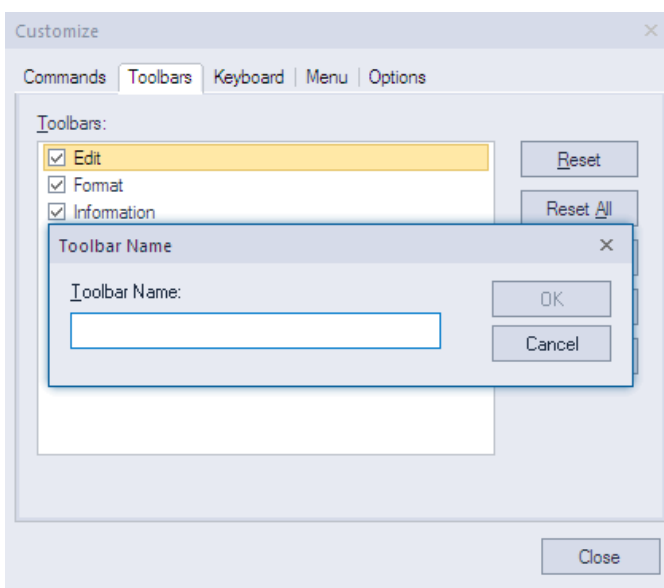 Customize
Commands Toolbars Keyboard Menu Options
Toolbars:
Edit
Format
Information
Reset
Reset All
Toolbar Name
Toolbar Name:
OK
Cancel
Close